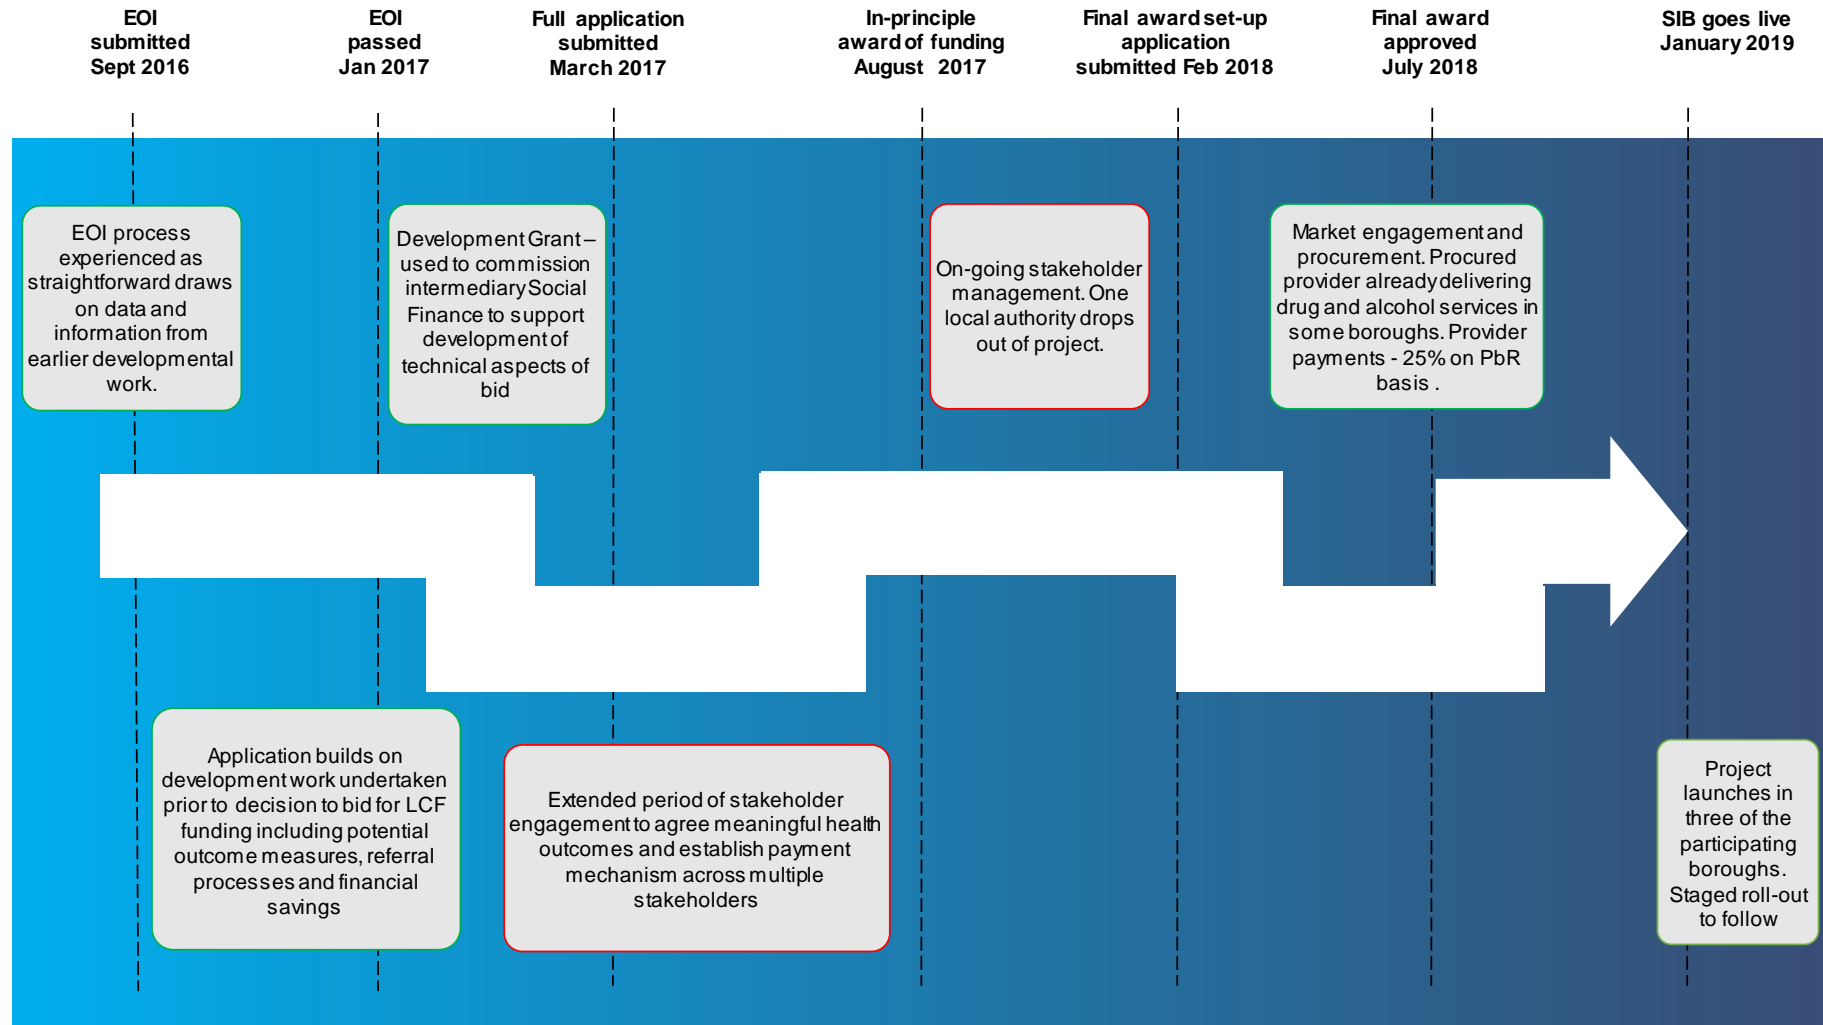 EOI
submitted
Sept 2016
EOI
passed
Jan 2017
Full application
submitted
March 2017
In-principle
award of funding
August 2017
Final award set-up
application
submitted Feb 2018
Final award
approved
July 2018
SIB goes live
January 2019
EOI process
experienced as
straightforward draws
on data and
information from
earlier developmental
work.
Development Grant –
used to commission
intermediary Social
Finance to support
development of
technical aspects of
bid
On-going stakeholder
management. One
local authority drops
out of project.
Market engagement and
procurement. Procured
provider already delivering
drug and alcohol services in
some boroughs. Provider
payments - 25% on PbR
basis .
Application builds on
development work undertaken
prior to decision to bid for LCF
funding including potential
outcome measures, referral
processes and financial
savings
Extended period of stakeholder
engagement to agree meaningful health
outcomes and establish payment
mechanism across multiple
stakeholders
Project
launches in
three of the
participating
boroughs.
Staged roll-out
to follow